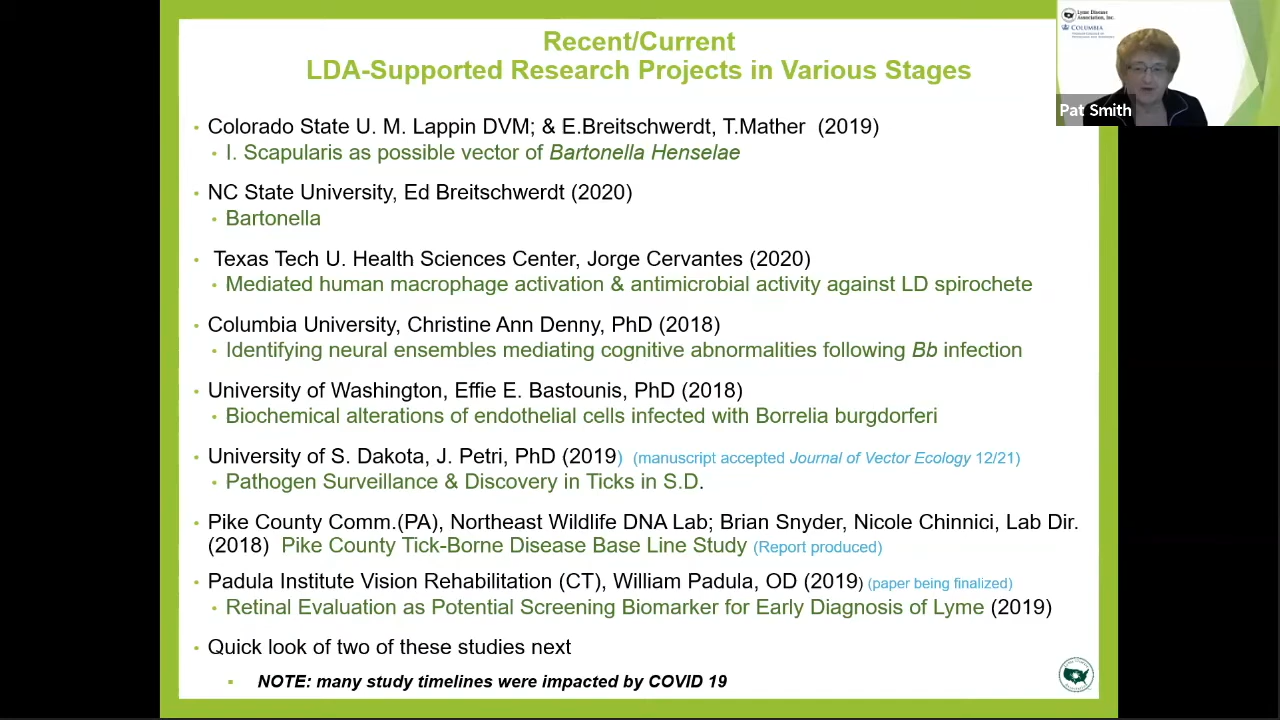 Recent/Current
LDA-Supported Research Projects in Various Stages
Lyme Disease
Association, Inc.
COLUMBIA
Pat Smith
• Colorado State U. M. Lappin DVM; & E.Breitschwerdt, T.Mather (2019)
• I. Scapularis as possible vector of Bartonella Henselae
• NC State University, Ed Breitschwerdt (2020)
• Bartonella
• Texas Tech U. Health Sciences Center, Jorge Cervantes (2020)
• Mediated human macrophage activation & antimicrobial activity against LD spirochete
• Columbia University, Christine Ann Denny, PhD (2018)
• Identifying neural ensembles mediating cognitive abnormalities following Bb infection
• University of Washington, Effie E. Bastounis, PhD (2018)
• Biochemical alterations of endothelial cells infected with Borrelia burgdorferi
• University of S. Dakota, J. Petri, PhD (2019) (manuscript accepted Journal of Vector Ecology 12/21)
• Pathogen Surveillance & Discovery in Ticks in S.D.
• Pike County Comm.(PA), Northeast Wildlife DNA Lab; Brian Snyder, Nicole Chinnici, Lab Dir.
(2018) Pike County Tick-Borne Disease Base Line Study (Report produced)
• Padula Institute Vision Rehabilitation (CT), William Padula, OD (2019) (paper being finalized)
• Retinal Evaluation as Potential Screening Biomarker for Early Diagnosis of Lyme (2019)
• Quick look of two of these studies next
▪ NOTE: many study timelines were impacted by COVID 19